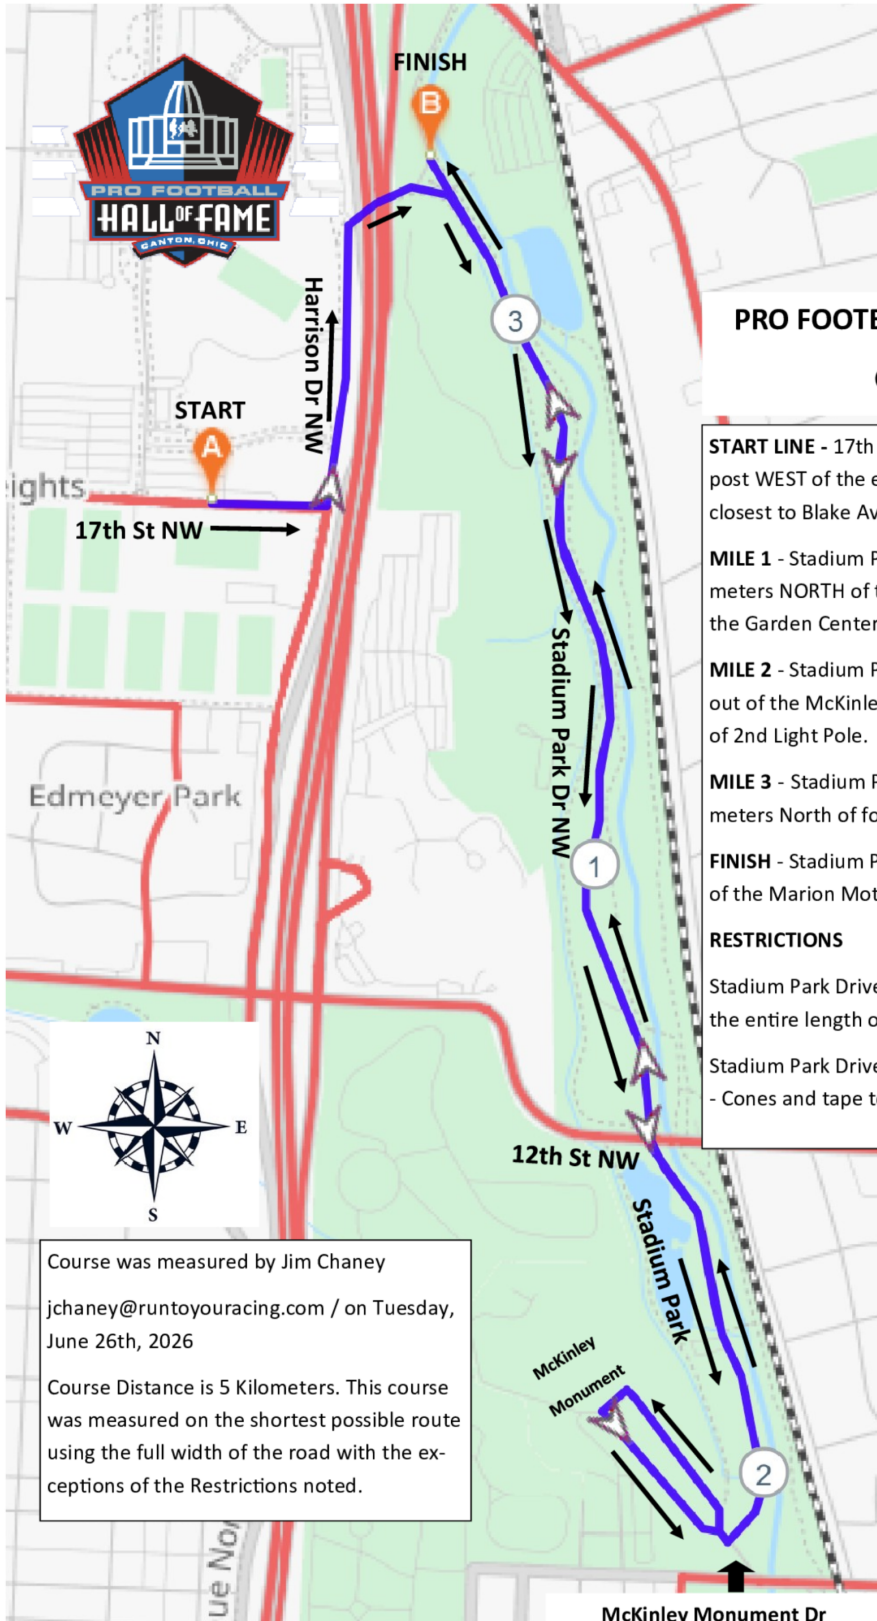 FINISH
B
PRO FOOTBALL
HALL OF FAME
CANTON, OHIO
Harrison Dr NW
3
START
A
ights
17th St NW
PRO FOOTB
START LINE - 17th
post WEST of the e
closest to Blake Av
MILE 1 - Stadium P
meters NORTH of t
the Garden Center
MILE 2 - Stadium P
out of the McKinle
of 2nd Light Pole.
MILE 3 - Stadium P
meters North of fo
FINISH - Stadium P
of the Marion Mot
RESTRICTIONS
Stadium Park Drive
the entire length o
Stadium Park Drive
- Cones and tape t
Stadium Park Dr NW
Edmeyer Park
1
N
W
E
S
12th St NW
Stadium Park
Course was measured by Jim Chaney
jchaney@runtoyouracing.com / on Tuesday,
June 26th, 2026
Course Distance is 5 Kilometers. This course
was measured on the shortest possible route
using the full width of the road with the ex-
ceptions of the Restrictions noted.
McKinley
Monument
2
ue No
McKinley Monument Dr